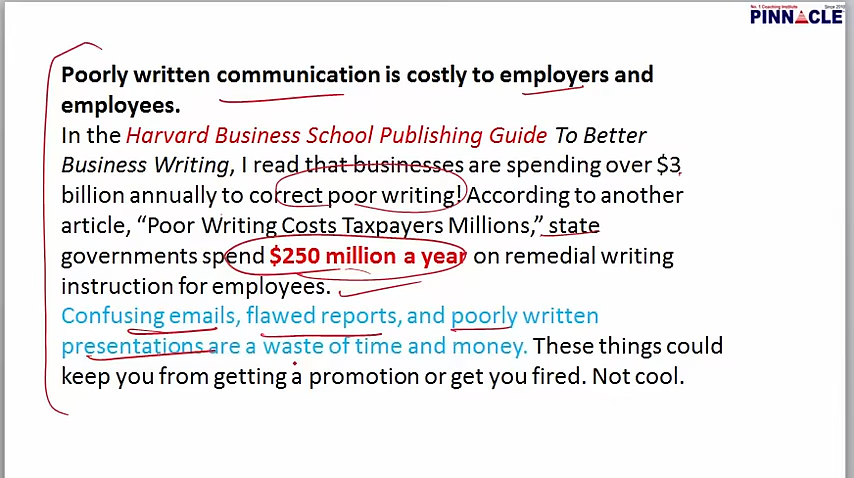 No. 1 Coaching Institute
Since 2010
PINNACLE
Poorly written communication is costly to employers and
employees.
In the Harvard Business School Publishing Guide To Better
Business Writing, I read that businesses are spending over $3
billion annually to correct poor writing! According to another
article, “Poor Writing Costs Taxpayers Millions,” state
governments spend $250 million a year on remedial writing
instruction for employees.
Confusing emails, flawed reports, and poorly written
presentations are a waste of time and money. These things could
keep you from getting a promotion or get you fired. Not cool.